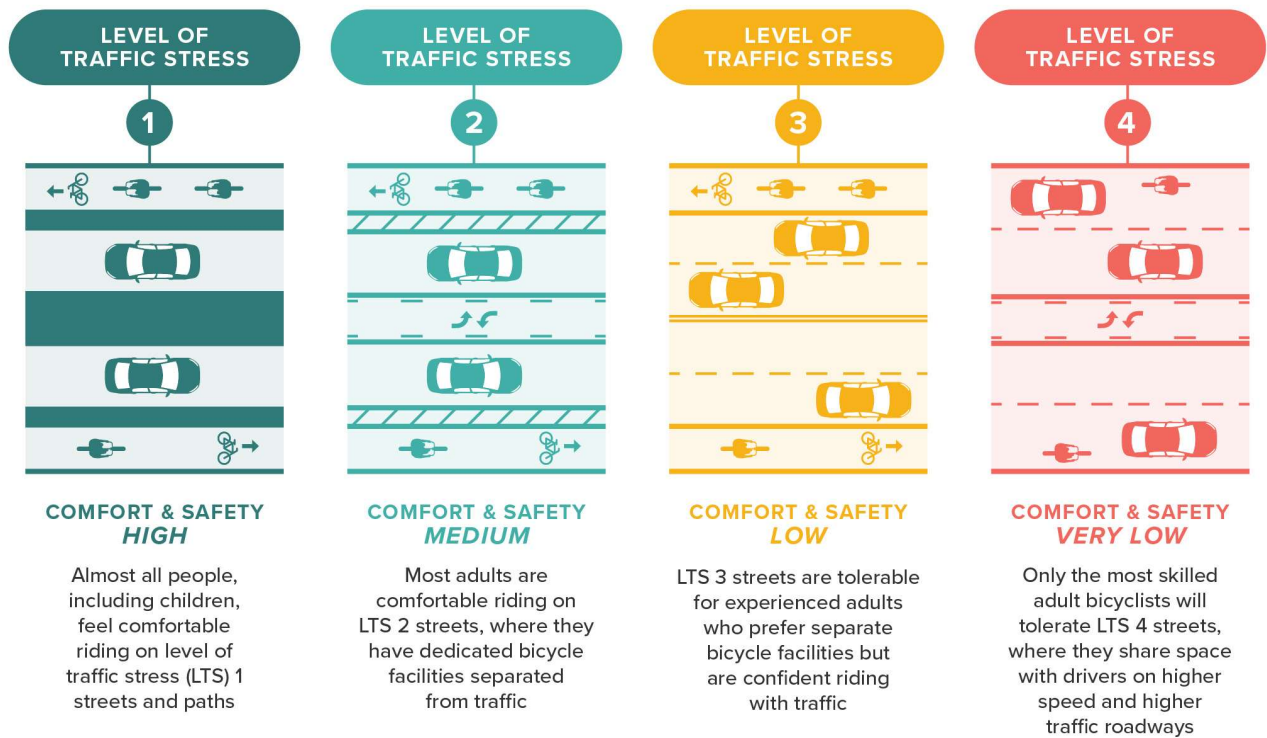 LEVEL OF
TRAFFIC STRESS
1
COMFORT & SAFETY
HIGH
Almost all people,
including children,
feel comfortable
riding on level of
traffic stress (LTS) 1
streets and paths
LEVEL OF
TRAFFIC STRESS
2
COMFORT & SAFETY
MEDIUM
Most adults are
comfortable riding on
LTS 2 streets, where they
have dedicated bicycle
facilities separated
from traffic
LEVEL OF
TRAFFIC STRESS
3
COMFORT & SAFETY
LOW
LTS 3 streets are tolerable
for experienced adults
who prefer separate
bicycle facilities but
are confident riding
with traffic
LEVEL OF
TRAFFIC STRESS
4
COMFORT & SAFETY
VERY LOW
Only the most skilled
adult bicyclists will
tolerate LTS 4 streets,
where they share space
with drivers on higher
speed and higher
traffic roadways